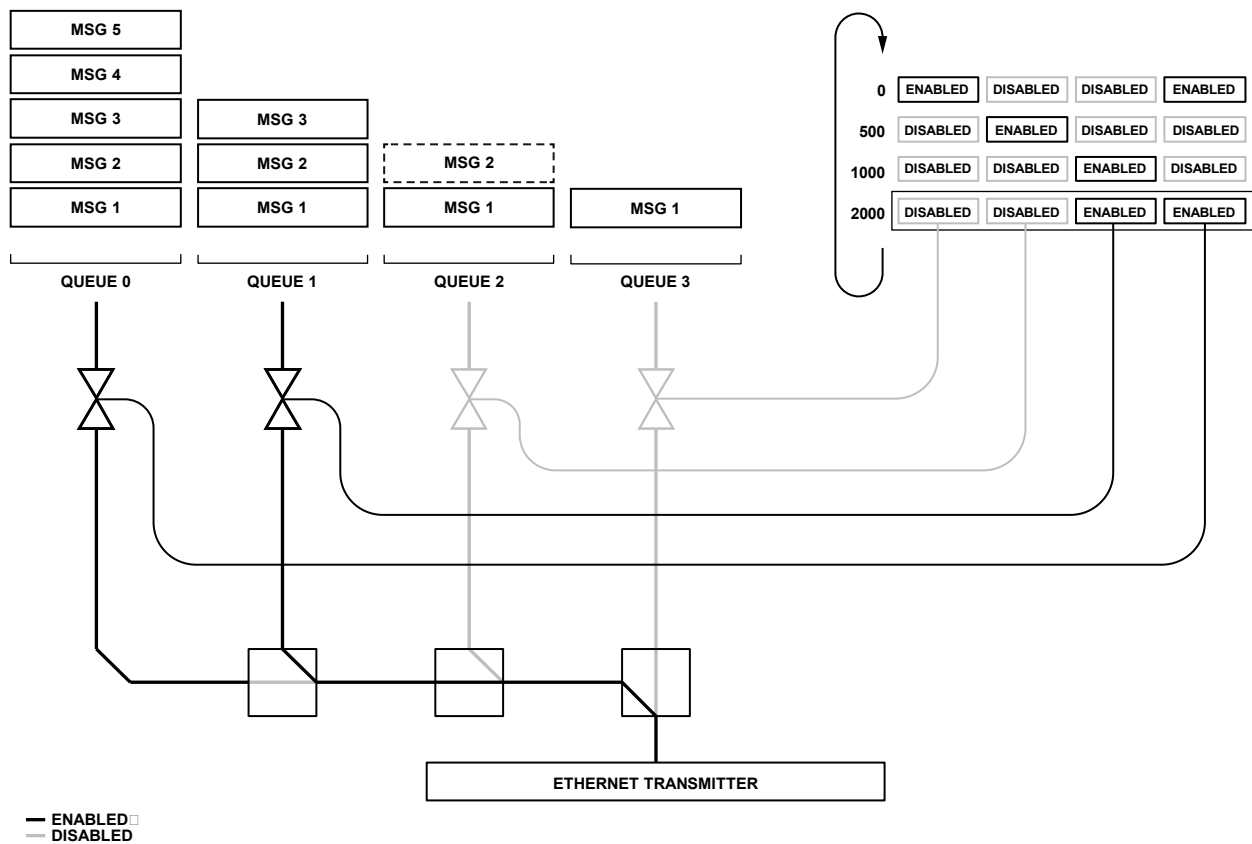 MSG 5
MSG 4
MSG 3
MSG 2
MSG 1
QUEUE 0
MSG 3
MSG 2
MSG 1
QUEUE 1
MSG 2
MSG 1
QUEUE 2
MSG 1
QUEUE 3
0 ENABLED DISABLED DISABLED ENABLED
500 DISABLED ENABLED DISABLED DISABLED
1000 DISABLED DISABLED ENABLED DISABLED
2000 DISABLED DISABLED ENABLED ENABLED
ETHERNET TRANSMITTER
ENABLED
DISABLED